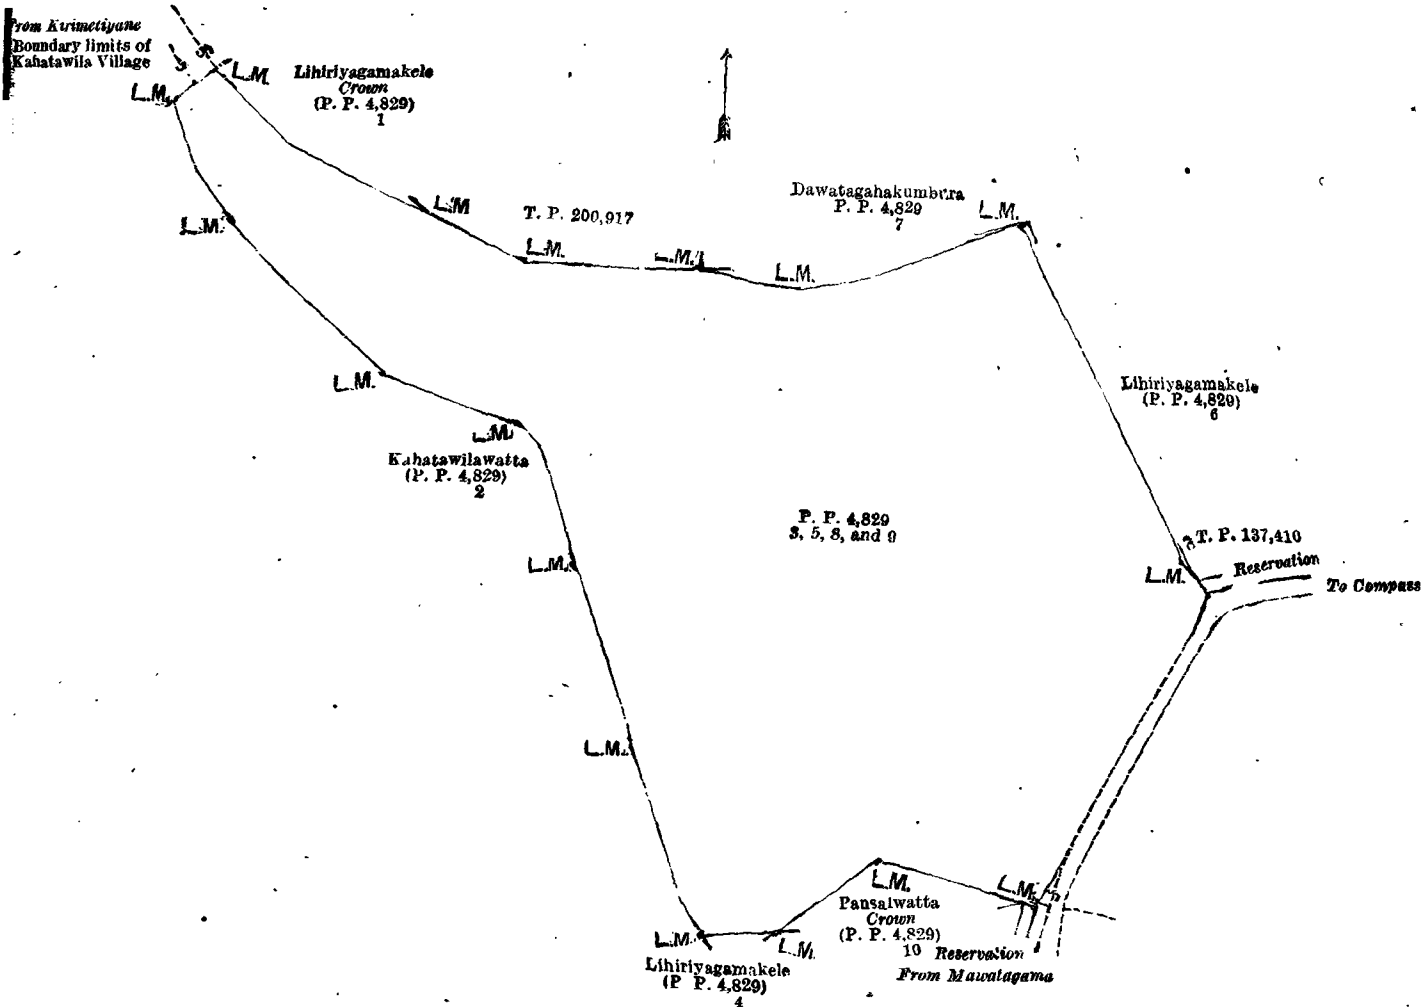 From Kirimetiyane
Boundary limits of
Kahatawila Village
L.M.
L.M.
Lihiriyagamakele
Crown
(P. P. 4,829)
1
L.M.
L.M
T. P. 200,917
Dawatagahakumbura
P. P. 4,829
7
L.M.
L.M.
L.M.
L.M.
L.M.
L.M.
Lihiriyagamakele
(P. P. 4,829)
6
L.M.
Kahatawilawatta
(P. P. 4,829)
2
P. P. 4,829
3, 5, 8, and 9
T. P. 137,410
Reservation
To Compass
L.M.
L.M.
L.M.
L.M.
L.M.
Pansalwatta
Crown
(P. P. 4,829)
10
Reservation
From Mawatagama
L.M.
L.M.
Lihiriyagamakele
(P P. 4,829)
4